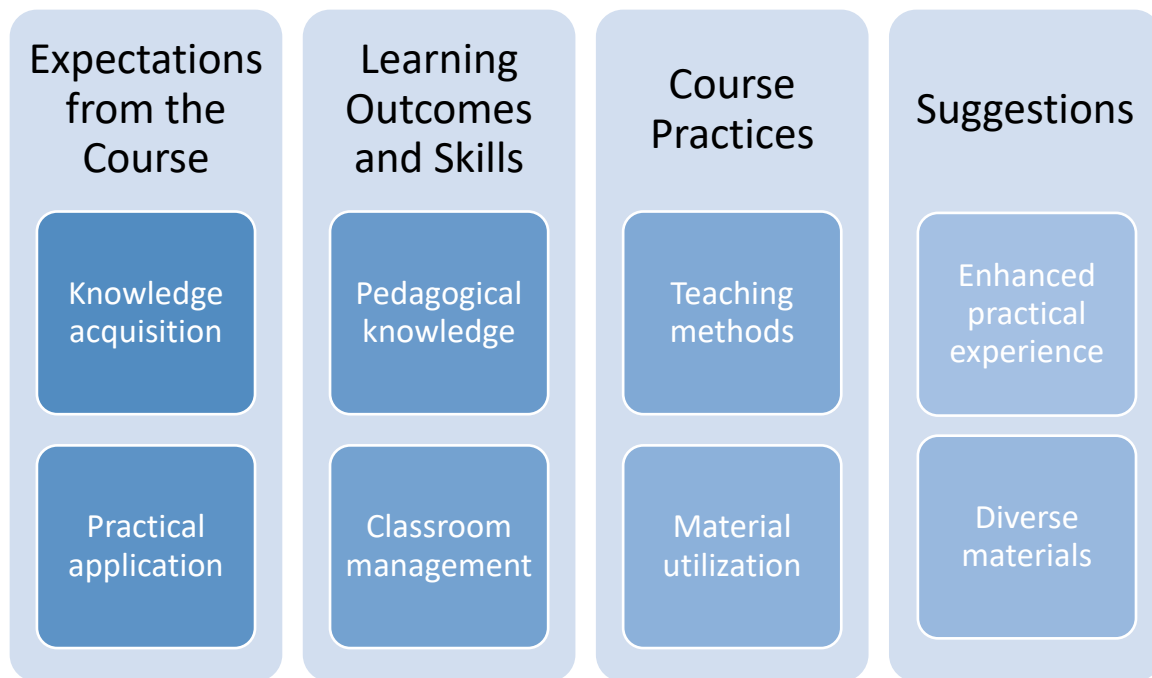 Expectations
from the
Course
Knowledge
acquisition
Practical
application
Learning
Outcomes
and Skills
Pedagogical
knowledge
Classroom
management
Course
Practices
Teaching
methods
Material
utilization
Suggestions
Enhanced
practical
experience
Diverse
materials